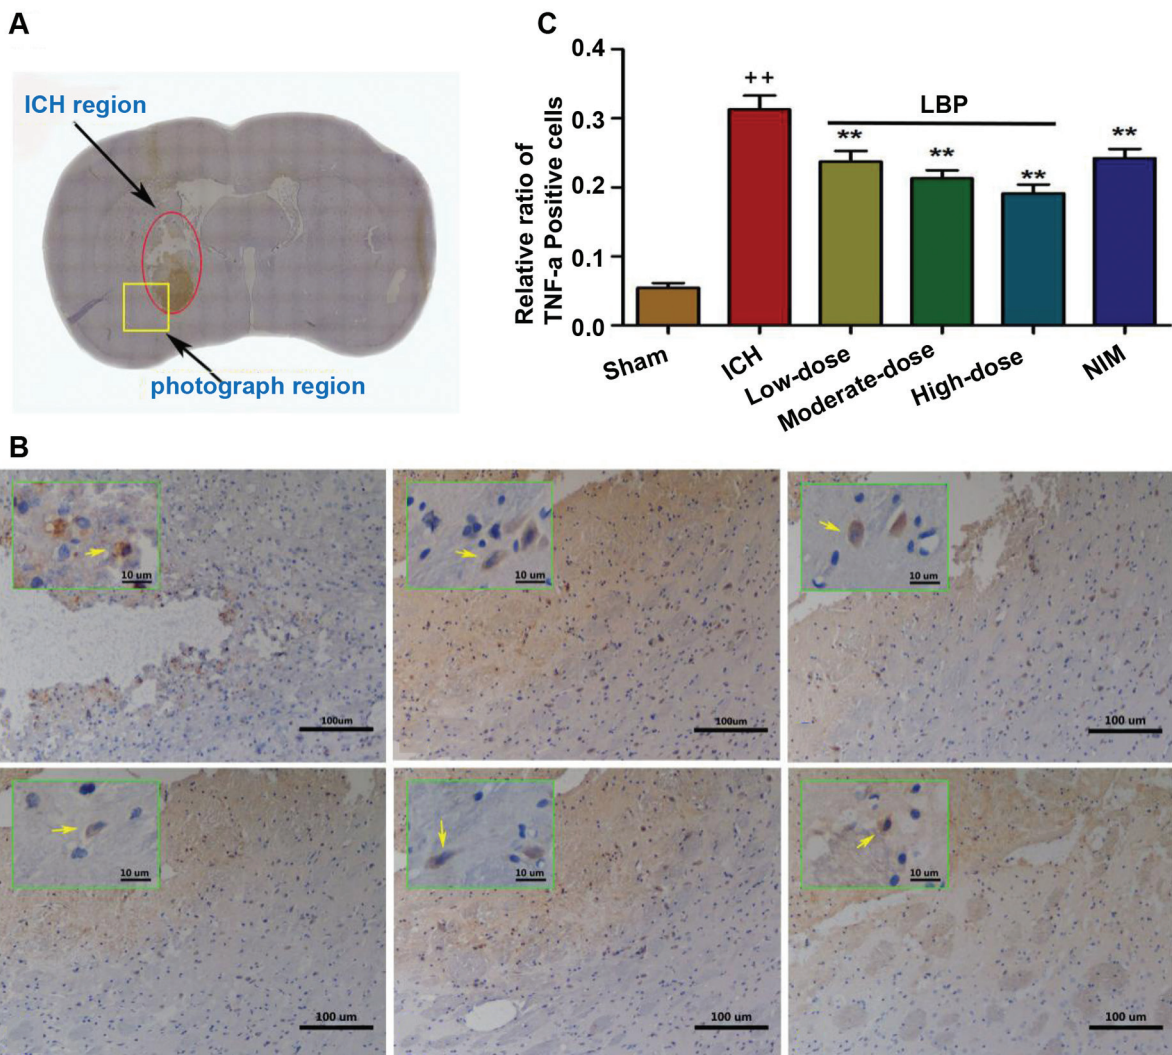 A
ICH region
photograph region
C
Relative ratio of
TNF-a Positive cells
0.4
0.3
0.2
0.1
0.0
++
**
**
**
**
LBP
Sham
ICH
Low-dose
Moderate-dose
High-dose
NIM
B
10 um
100um
10 um
100um
10 um
100 um
10 um
100 um
10 um
100 um
10 um
100 um